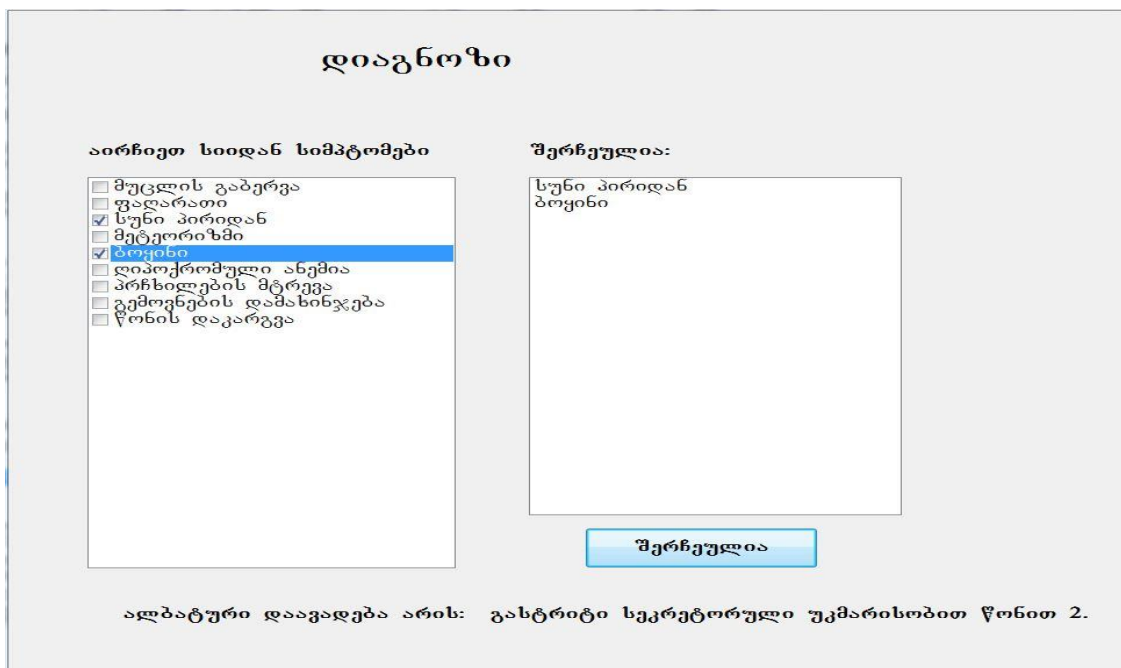 დიაგნოზი
აირჩიეთ სიიდან სიმპტომები
მუცლის გაბერვა
ფაღარათი
სუნი პირიდან
მეტეორიზმი
ბოყინი
ღიპოქრომული ანემია
პრჩხილების მტრევა
გემოვნების დამახინჯება
წონის დაკარგვა
შერჩეულია:
სუნი პირიდან
ბოყინი
შერჩეულია
ალბატური დაავადება არის: გასტრიტი სეკრეტორული უკმარისობით წონით 2.